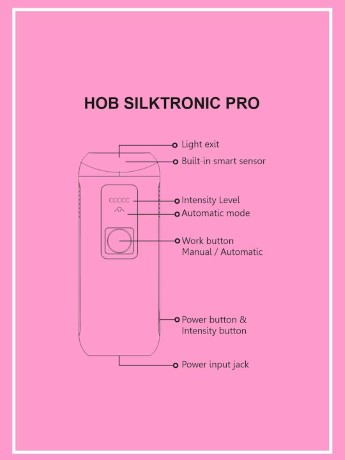 HOB SILKTRONIC PRO
Light exit
Built-in smart sensor
Intensity Level
Automatic mode
Work button
Manual / Automatic
Power button &
Intensity button
Power input jack